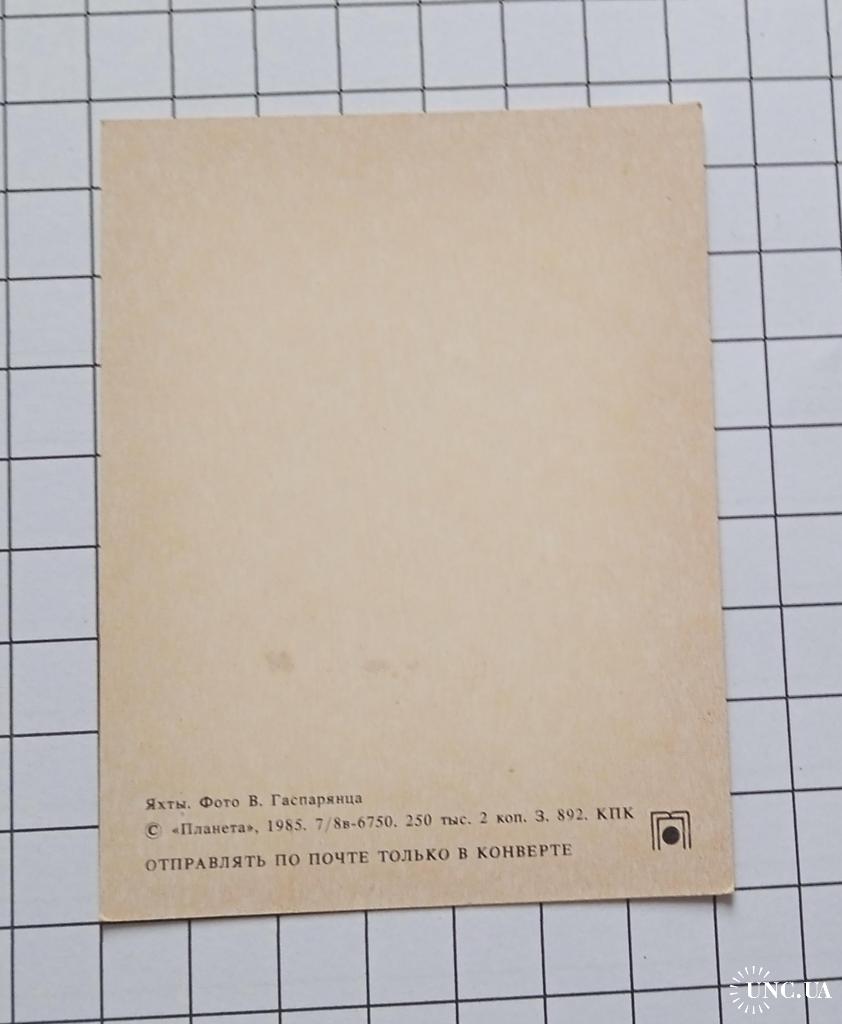 Яхты. Фото В. Гаспарянца
© «Планета», 1985. 7/8в-6750. 250 тыс. 2 коп. З. 892. КПК
ОТПРАВЛЯТЬ ПО ПОЧТЕ ТОЛЬКО В КОНВЕРТЕ
UNC.UA